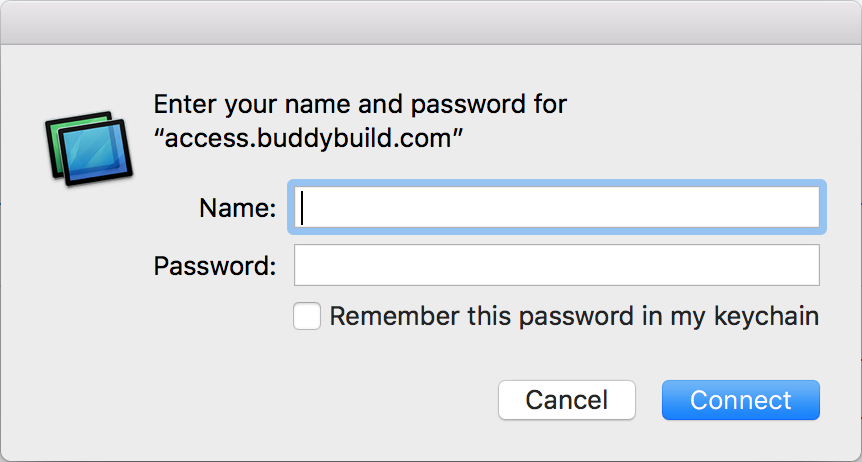 Enter your name and password for
“access.buddybuild.com”
Name:
Password:
Remember this password in my keychain
Cancel Connect